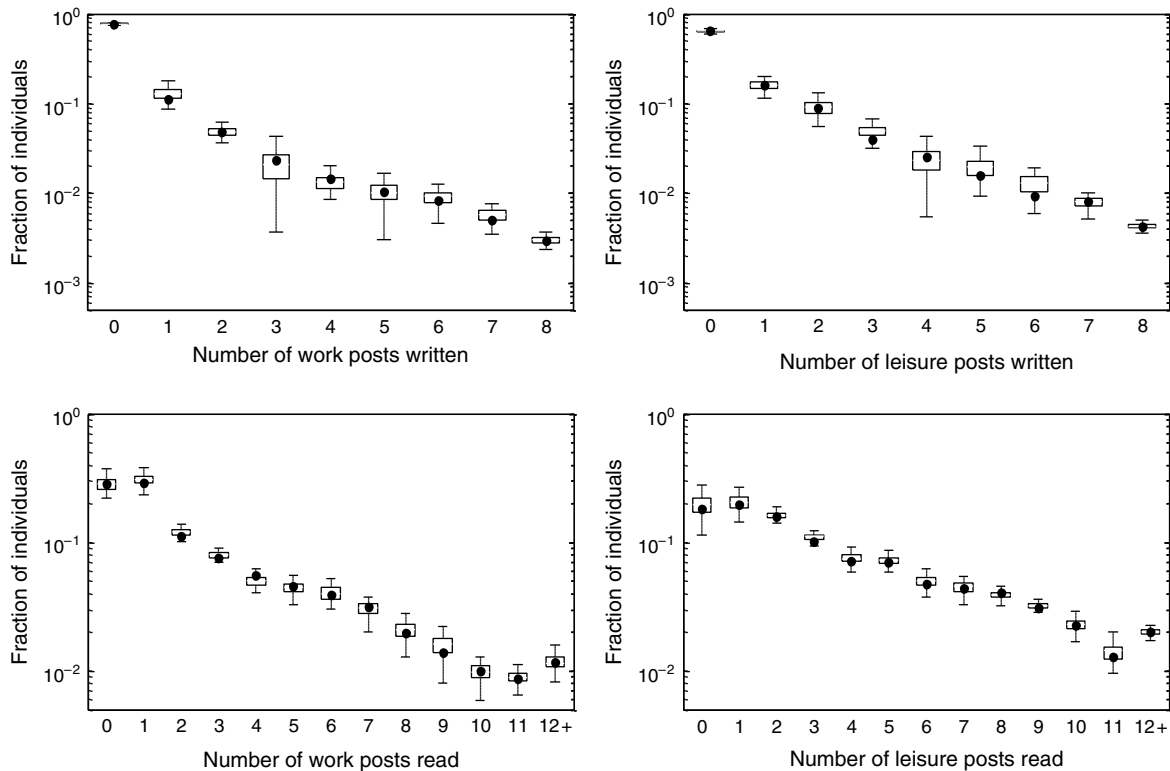 10^0
10^−1
10^−2
10^−3
Fraction of individuals
0 1 2 3 4 5 6 7 8
Number of work posts written
10^0
10^−1
10^−2
10^−3
Fraction of individuals
0 1 2 3 4 5 6 7 8
Number of leisure posts written
10^0
10^−1
10^−2
Fraction of individuals
0 1 2 3 4 5 6 7 8 9 10 11 12+
Number of work posts read
10^0
10^−1
10^−2
Fraction of individuals
0 1 2 3 4 5 6 7 8 9 10 11 12+
Number of leisure posts read